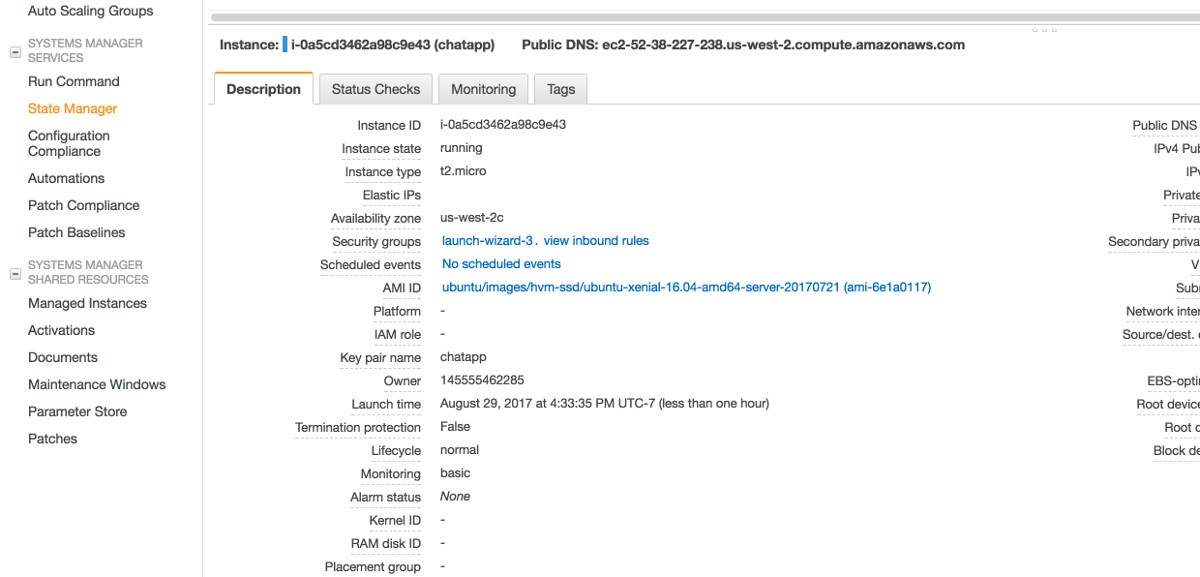 Auto Scaling Groups
SYSTEMS MANAGER
SERVICES
Run Command
State Manager
Configuration
Compliance
Automations
Patch Compliance
Patch Baselines
SYSTEMS MANAGER
SHARED RESOURCES
Managed Instances
Activations
Documents
Maintenance Windows
Parameter Store
Patches
Instance: i-0a5cd3462a98c9e43 (chatapp) Public DNS: ec2-52-38-227-238.us-west-2.compute.amazonaws.com
Description Status Checks Monitoring Tags
Instance ID i-0a5cd3462a98c9e43
Instance state running
Instance type t2.micro
Elastic IPs
Availability zone us-west-2c
Security groups launch-wizard-3. view inbound rules
Scheduled events No scheduled events
AMI ID ubuntu/images/hvm-ssd/ubuntu-xenial-16.04-amd64-server-20170721 (ami-6e1a0117)
Platform -
IAM role -
Key pair name chatapp
Owner 145555462285
Launch time August 29, 2017 at 4:33:35 PM UTC-7 (less than one hour)
Termination protection False
Lifecycle normal
Monitoring basic
Alarm status None
Kernel ID -
RAM disk ID -
Placement group -
Public DNS
IPv4 Pub
IPv
Private
Priva
Secondary priva
V
Subn
Network inter
Source/dest. c
EBS-opti
Root device
Root d
Block de